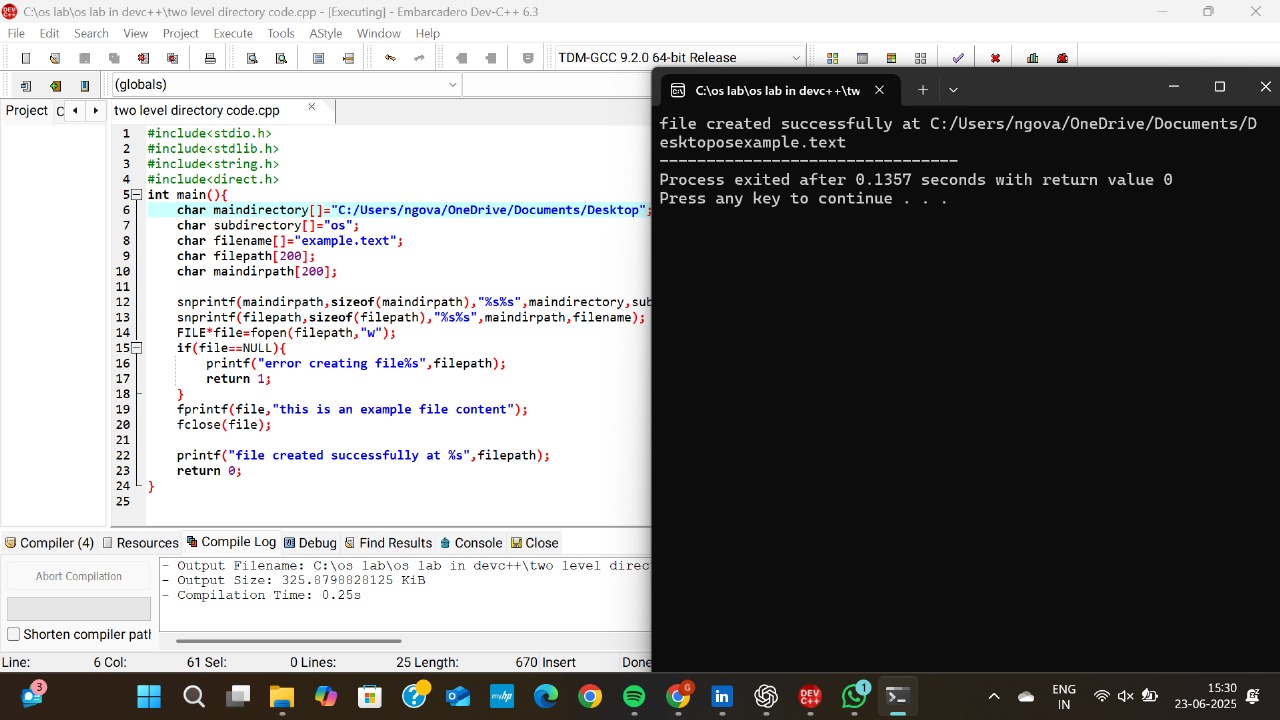 C:\os lab\os lab in devc++\two level directory code.cpp - [Executing] - Embarcadero Dev-C++ 6.3
File Edit Search View Project Execute Tools AStyle Window Help
TDM-GCC 9.2.0 64-bit Release
(globals)
Project C two level directory code.cpp
1 #include<stdio.h>
2 #include<stdlib.h>
3 #include<string.h>
4 #include<direct.h>
5 int main(){
6 char maindirectory[]="C:/Users/ngova/OneDrive/Documents/Desktop";
7 char subdirectory[]="os";
8 char filename[]="example.text";
9 char filepath[200];
10 char maindirpath[200];
11
12 snprintf(maindirpath,sizeof(maindirpath),"%s%s",maindirectory,sub
13 snprintf(filepath,sizeof(filepath),"%s%s",maindirpath,filename);
14 FILE*file=fopen(filepath,"w");
15 if(file==NULL){
16 printf("error creating file%s",filepath);
17 return 1;
18 }
19 fprintf(file,"this is an example file content");
20 fclose(file);
21
22 printf("file created successfully at %s",filepath);
23 return 0;
24 }
25
C:\os lab\os lab in devc++\tw
file created successfully at C:/Users/ngova/OneDrive/Documents/D
esktoposexample.text
--------------------------------
Process exited after 0.1357 seconds with return value 0
Press any key to continue . . .
Compiler (4) Resources Compile Log Debug Find Results Console Close
Abort Compilation
Shorten compiler path
- Output Filename: C:\os lab\os lab in devc++\two level direc
- Output Size: 325.8798828125 KiB
- Compilation Time: 0.25s
Line: 6 Col: 61 Sel: 0 Lines: 25 Length: 670 Insert Done
3
myhp
DEV C++
1
ENG
IN
15:30
23-06-2025